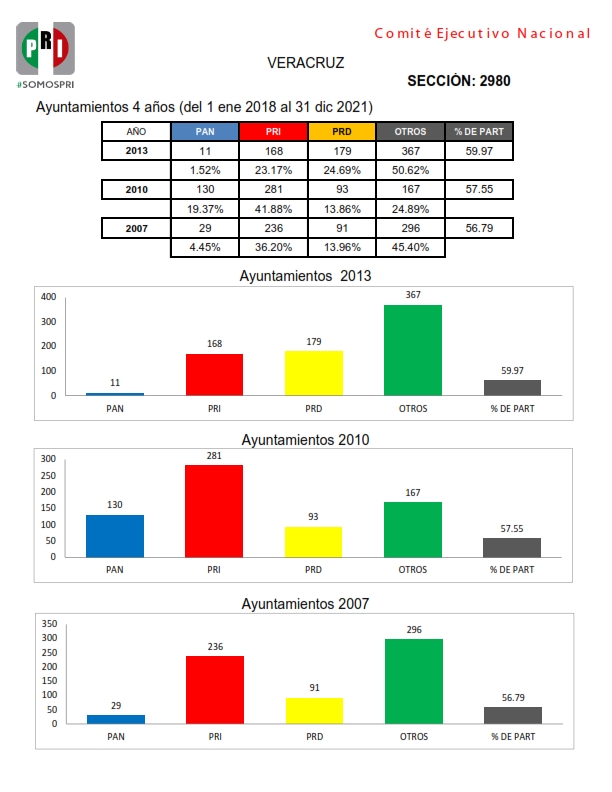 PRI
#SOMOSPRI
Comité Ejecutivo Nacional
VERACRUZ
SECCIÓN: 2980
Ayuntamientos 4 años (del 1 ene 2018 al 31 dic 2021)
AÑO PAN PRI PRD OTROS % DE PART
2013 11 168 179 367 59.97
1.52% 23.17% 24.69% 50.62%
2010 130 281 93 167 57.55
19.37% 41.88% 13.86% 24.89%
2007 29 236 91 296 56.79
4.45% 36.20% 13.96% 45.40%
Ayuntamientos 2013
400
300
200
100
0
11 168 179 367 59.97
PAN PRI PRD OTROS % DE PART
Ayuntamientos 2010
300
250
200
150
100
50
0
130 281 93 167 57.55
PAN PRI PRD OTROS % DE PART
Ayuntamientos 2007
350
300
250
200
150
100
50
0
29 236 91 296 56.79
PAN PRI PRD OTROS % DE PART